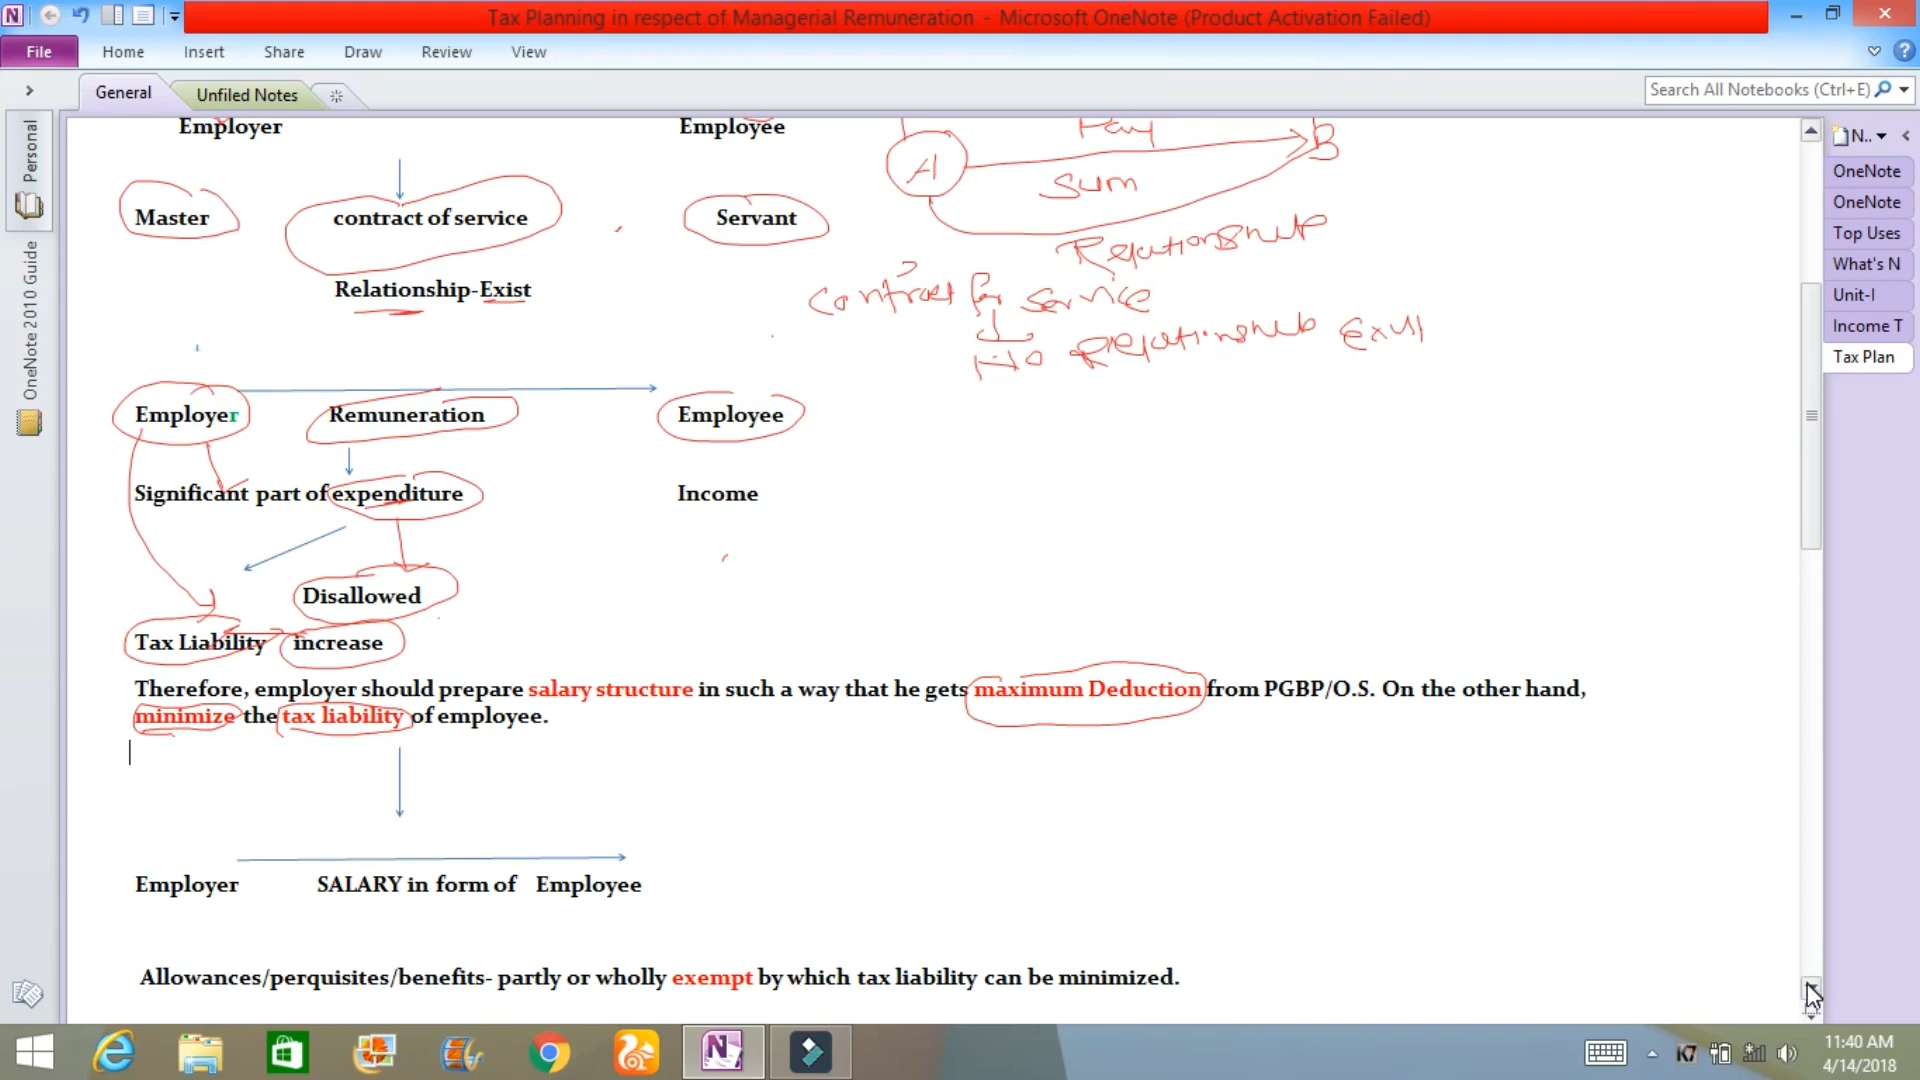 Tax Planning in respect of Managerial Remuneration - Microsoft OneNote (Product Activation Failed)
File Home Insert Share Draw Review View
General Unfiled Notes Search All Notebooks (Ctrl+E)
Personal
OneNote 2010 Guide
N..
OneNote
OneNote
Top Uses
What's N
Unit-I
Income T
Tax Plan
Employer Employee
Pay
A B
Sum
Master contract of service Servant
Relationship
Relationship-Exist
Contract for Service
No Relationship Exist
Employer Remuneration Employee
Significant part of expenditure Income
Disallowed
Tax Liability increase
Therefore, employer should prepare salary structure in such a way that he gets maximum Deduction from PGBP/O.S. On the other hand,
minimize the tax liability of employee.
Employer SALARY in form of Employee
Allowances/perquisites/benefits- partly or wholly exempt by which tax liability can be minimized.
11:40 AM
4/14/2018